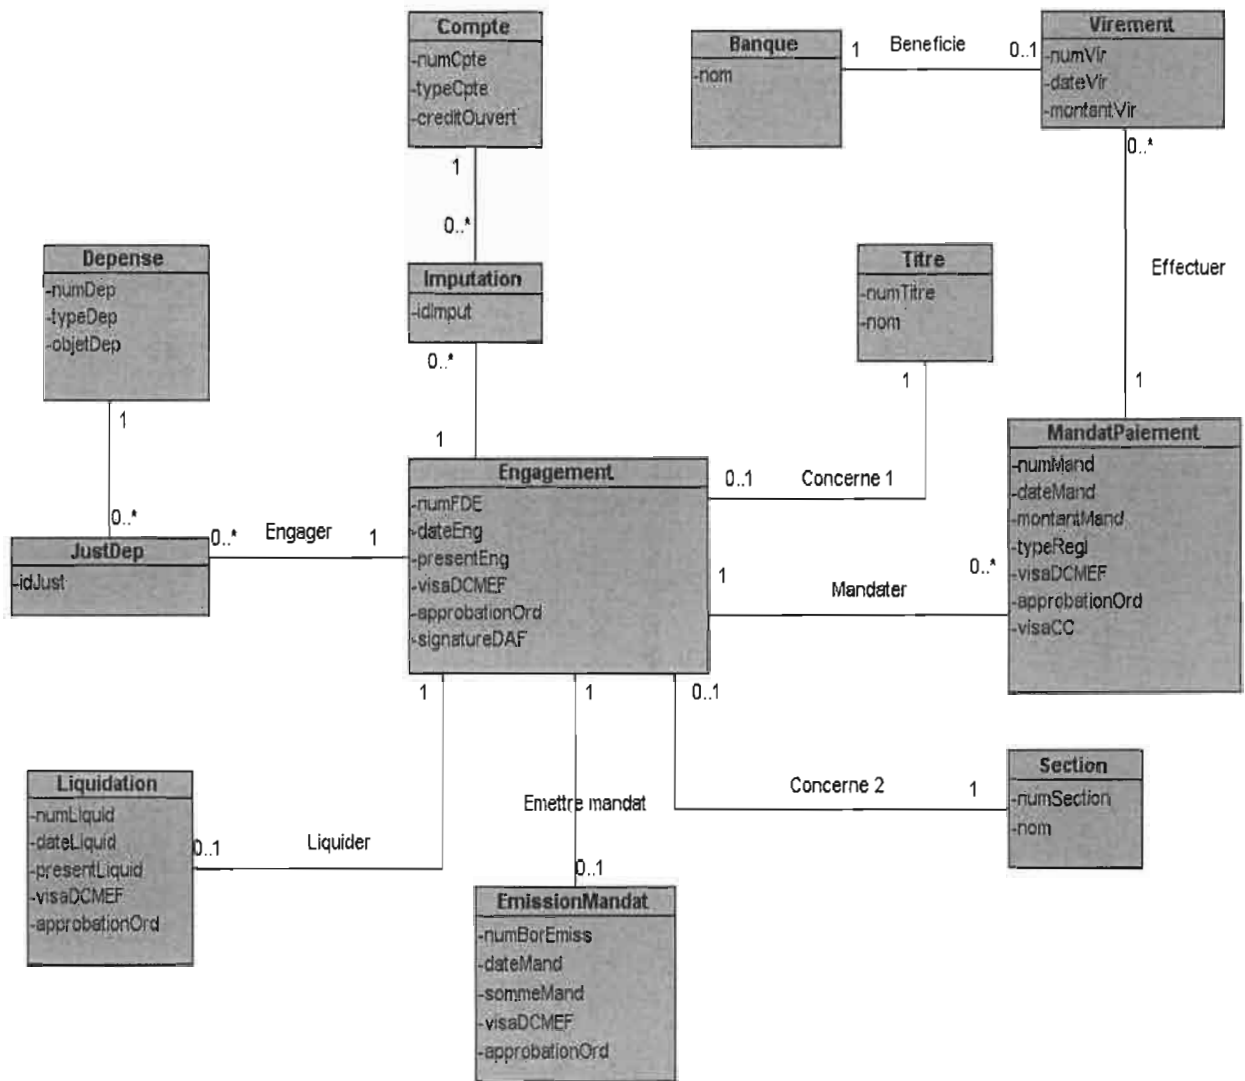 Compte
-numCpte
-typeCpte
-creditOuvert
1
0..*
Imputation
-idImput
0..*
1
Banque
-nom
1
Beneficie
0..1
Virement
-numVir
-dateVir
-montantVir
0..*
Effectuer
1
Depense
-numDep
-typeDep
-objetDep
1
0..*
JustDep
-idJust
0..*
Engager
1
Titre
-numTitre
-nom
1
0..1
Concerne 1
Engagement
-numFDE
-dateEng
-presentEng
-visaDCMEF
-approbationOrd
-signatureDAF
1
Mandater
0..*
MandatPaiement
-numMand
-dateMand
-montantMand
-typeRegl
-visaDCMEF
-approbationOrd
-visaCC
1
1
0..1
Liquidation
-numLiquid
-dateLiquid
-presentLiquid
-visaDCMEF
-approbationOrd
0..1
Liquider
Emettre mandat
0..1
Concerne 2
1
Section
-numSection
-nom
EmissionMandat
-numBorEmiss
-dateMand
-sommeMand
-visaDCMEF
-approbationOrd